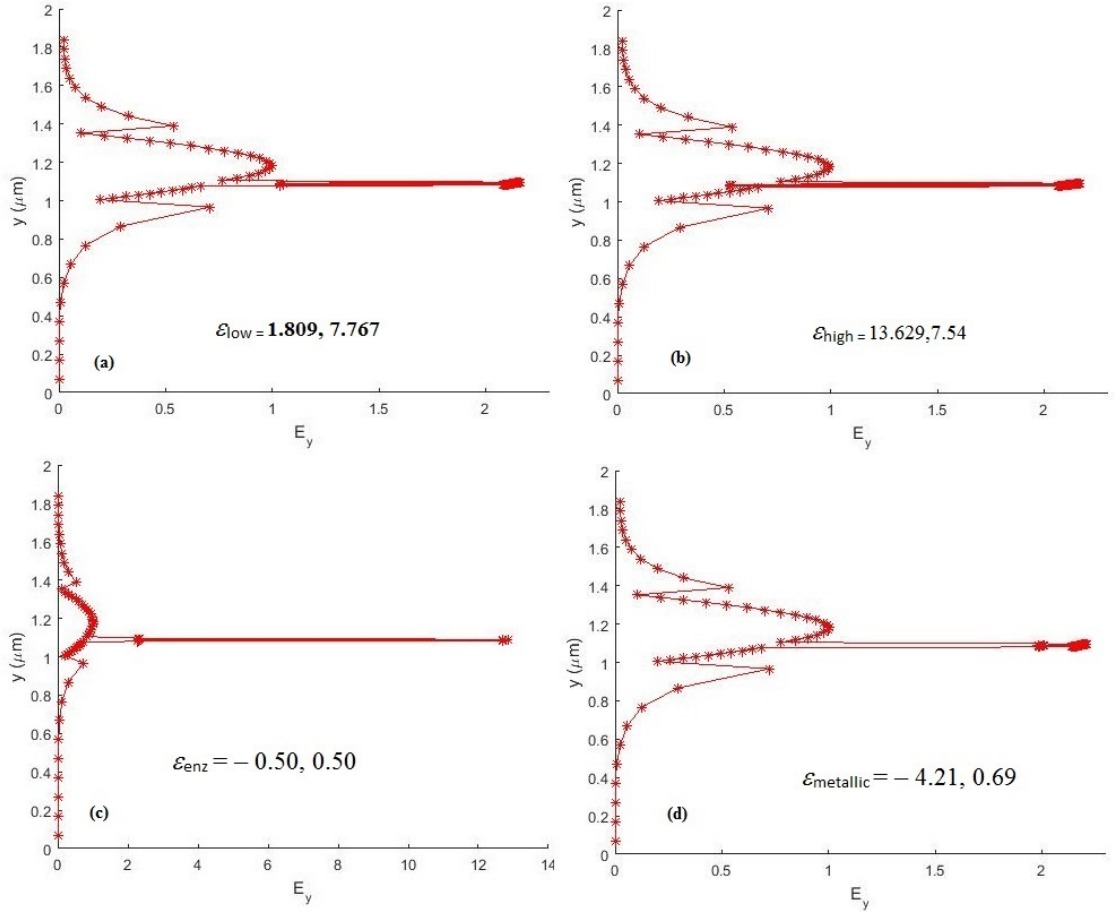 2
1.8
1.6
1.4
1.2
1
0.8
0.6
0.4
0.2
0
y (μm)
0 0.5 1 1.5 2
E_y
ε_low = 1.809, 7.767
(a)
2
1.8
1.6
1.4
1.2
1
0.8
0.6
0.4
0.2
0
y (μm)
0 0.5 1 1.5 2
E_y
ε_high = 13.629,7.54
(b)
2
1.8
1.6
1.4
1.2
1
0.8
0.6
0.4
0.2
0
y (μm)
0 2 4 6 8 10 12 14
E_y
ε_enz = – 0.50, 0.50
(c)
2
1.8
1.6
1.4
1.2
1
0.8
0.6
0.4
0.2
0
y (μm)
0 0.5 1 1.5 2
E_y
ε_metallic = – 4.21, 0.69
(d)